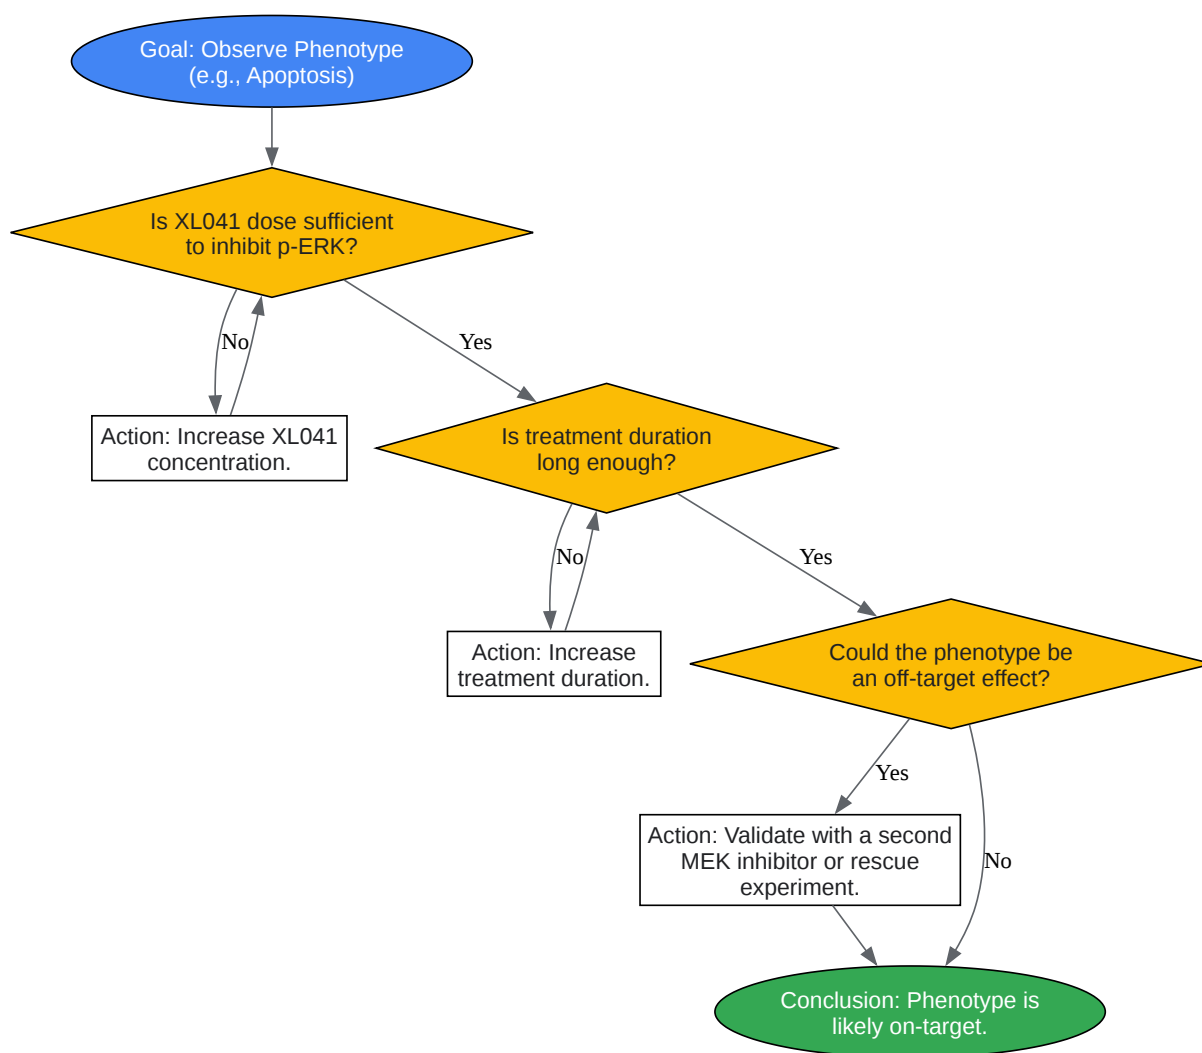 Goal: Observe Phenotype
(e.g., Apoptosis)
Is XL041 dose sufficient
to inhibit p-ERK?
No
Yes
Action: Increase XL041
concentration.
Is treatment duration
long enough?
No
Yes
Action: Increase
treatment duration.
Could the phenotype be
an off-target effect?
Yes
Action: Validate with a second
MEK inhibitor or rescue
experiment.
No
Conclusion: Phenotype is
likely on-target.